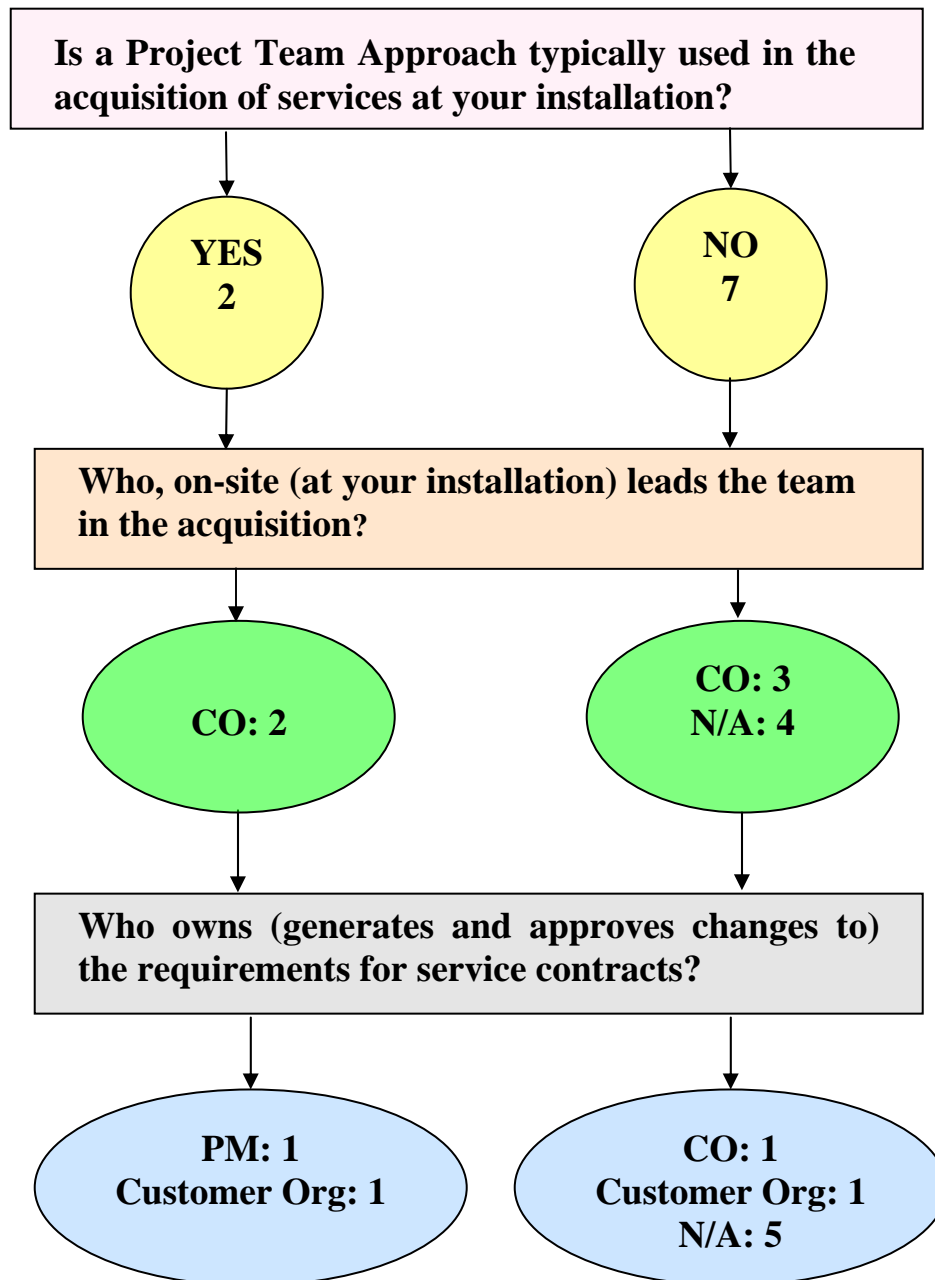 Is a Project Team Approach typically used in the
acquisition of services at your installation?
YES
2
NO
7
Who, on-site (at your installation) leads the team
in the acquisition?
CO: 2
CO: 3
N/A: 4
Who owns (generates and approves changes to)
the requirements for service contracts?
PM: 1
Customer Org: 1
CO: 1
Customer Org: 1
N/A: 5